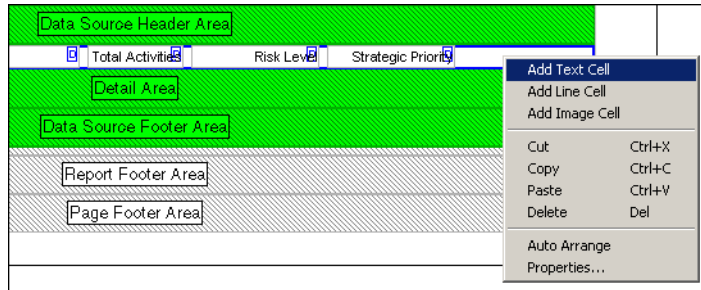 Data Source Header Area
D Total Activities D Risk Level D Strategic Priority D
Detail Area
Data Source Footer Area
Report Footer Area
Page Footer Area
Add Text Cell
Add Line Cell
Add Image Cell
Cut Ctrl+X
Copy Ctrl+C
Paste Ctrl+V
Delete Del
Auto Arrange
Properties...